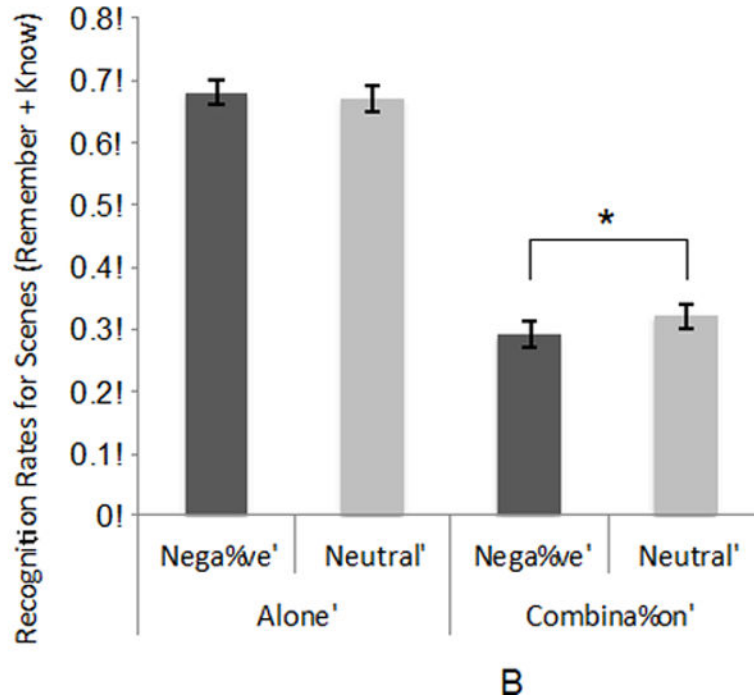 Recognition Rates for Scenes (Remember + Know)
0.8!
0.7!
0.6!
0.5!
0.4!
0.3!
0.2!
0.1!
0!
*
Nega%ve' Neutral' Nega%ve' Neutral'
Alone' Combina%on'
B